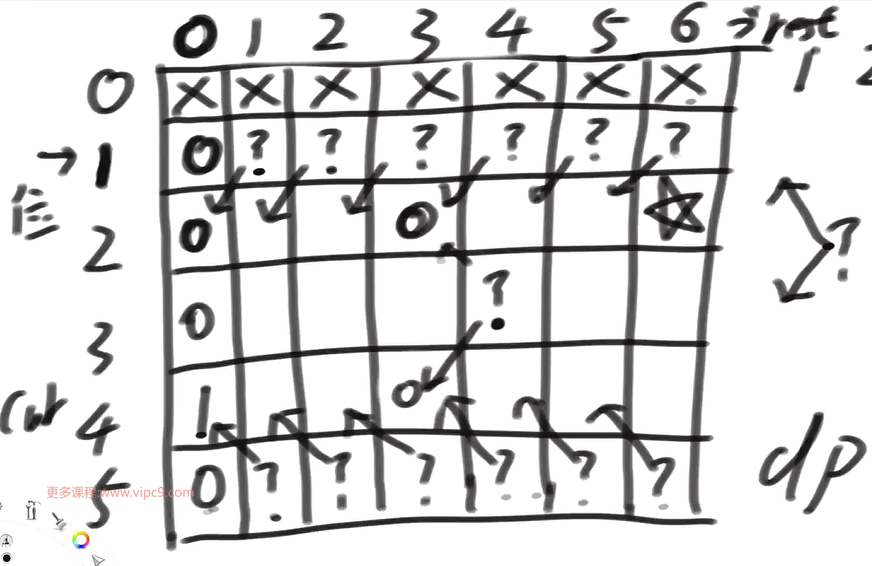 0 1 2 3 4 5 6 → rest
0 X X X X X X X 1 2
→ 1 0 ? ? ? ? ? ?
2 0 0 ☆
?
3 0 ?
cur 4 1 0
5 0 ? ? ? ? ? ?
dp
更多课程 www.vipc9.com